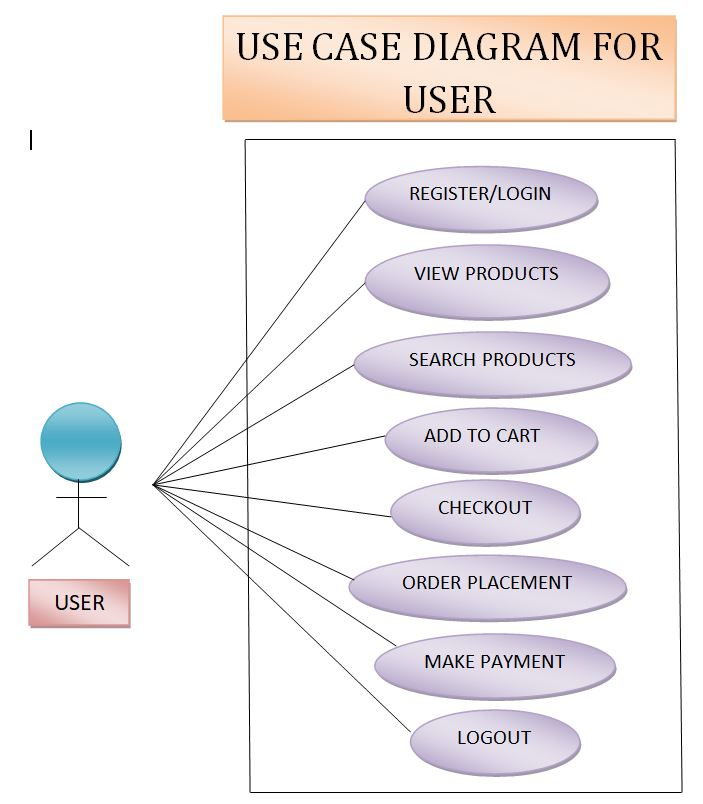 USE CASE DIAGRAM FOR
USER
REGISTER/LOGIN
VIEW PRODUCTS
SEARCH PRODUCTS
ADD TO CART
CHECKOUT
ORDER PLACEMENT
MAKE PAYMENT
LOGOUT
USER